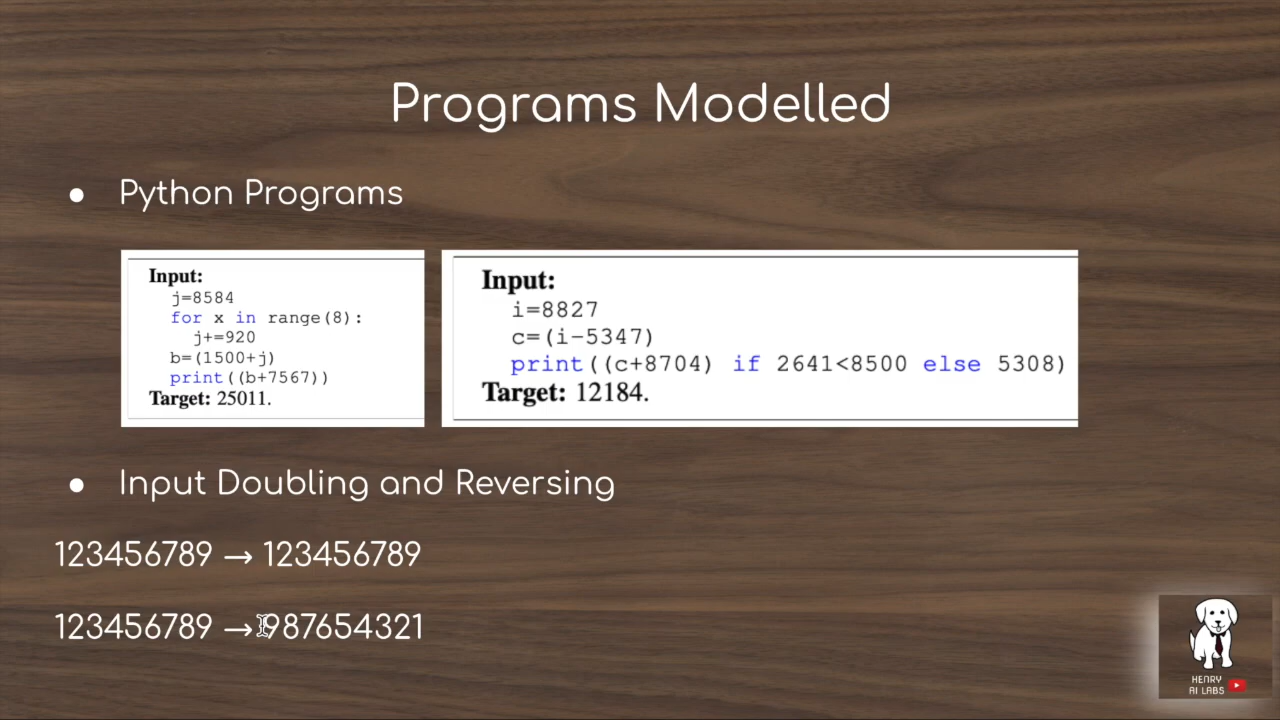 Programs Modelled
● Python Programs
Input:
j=8584
for x in range(8):
j+=920
b=(1500+j)
print((b+7567))
Target: 25011.
Input:
i=8827
c=(i-5347)
print((c+8704) if 2641<8500 else 5308)
Target: 12184.
● Input Doubling and Reversing
123456789 → 123456789
123456789 → 987654321
HENRY
AI LABS